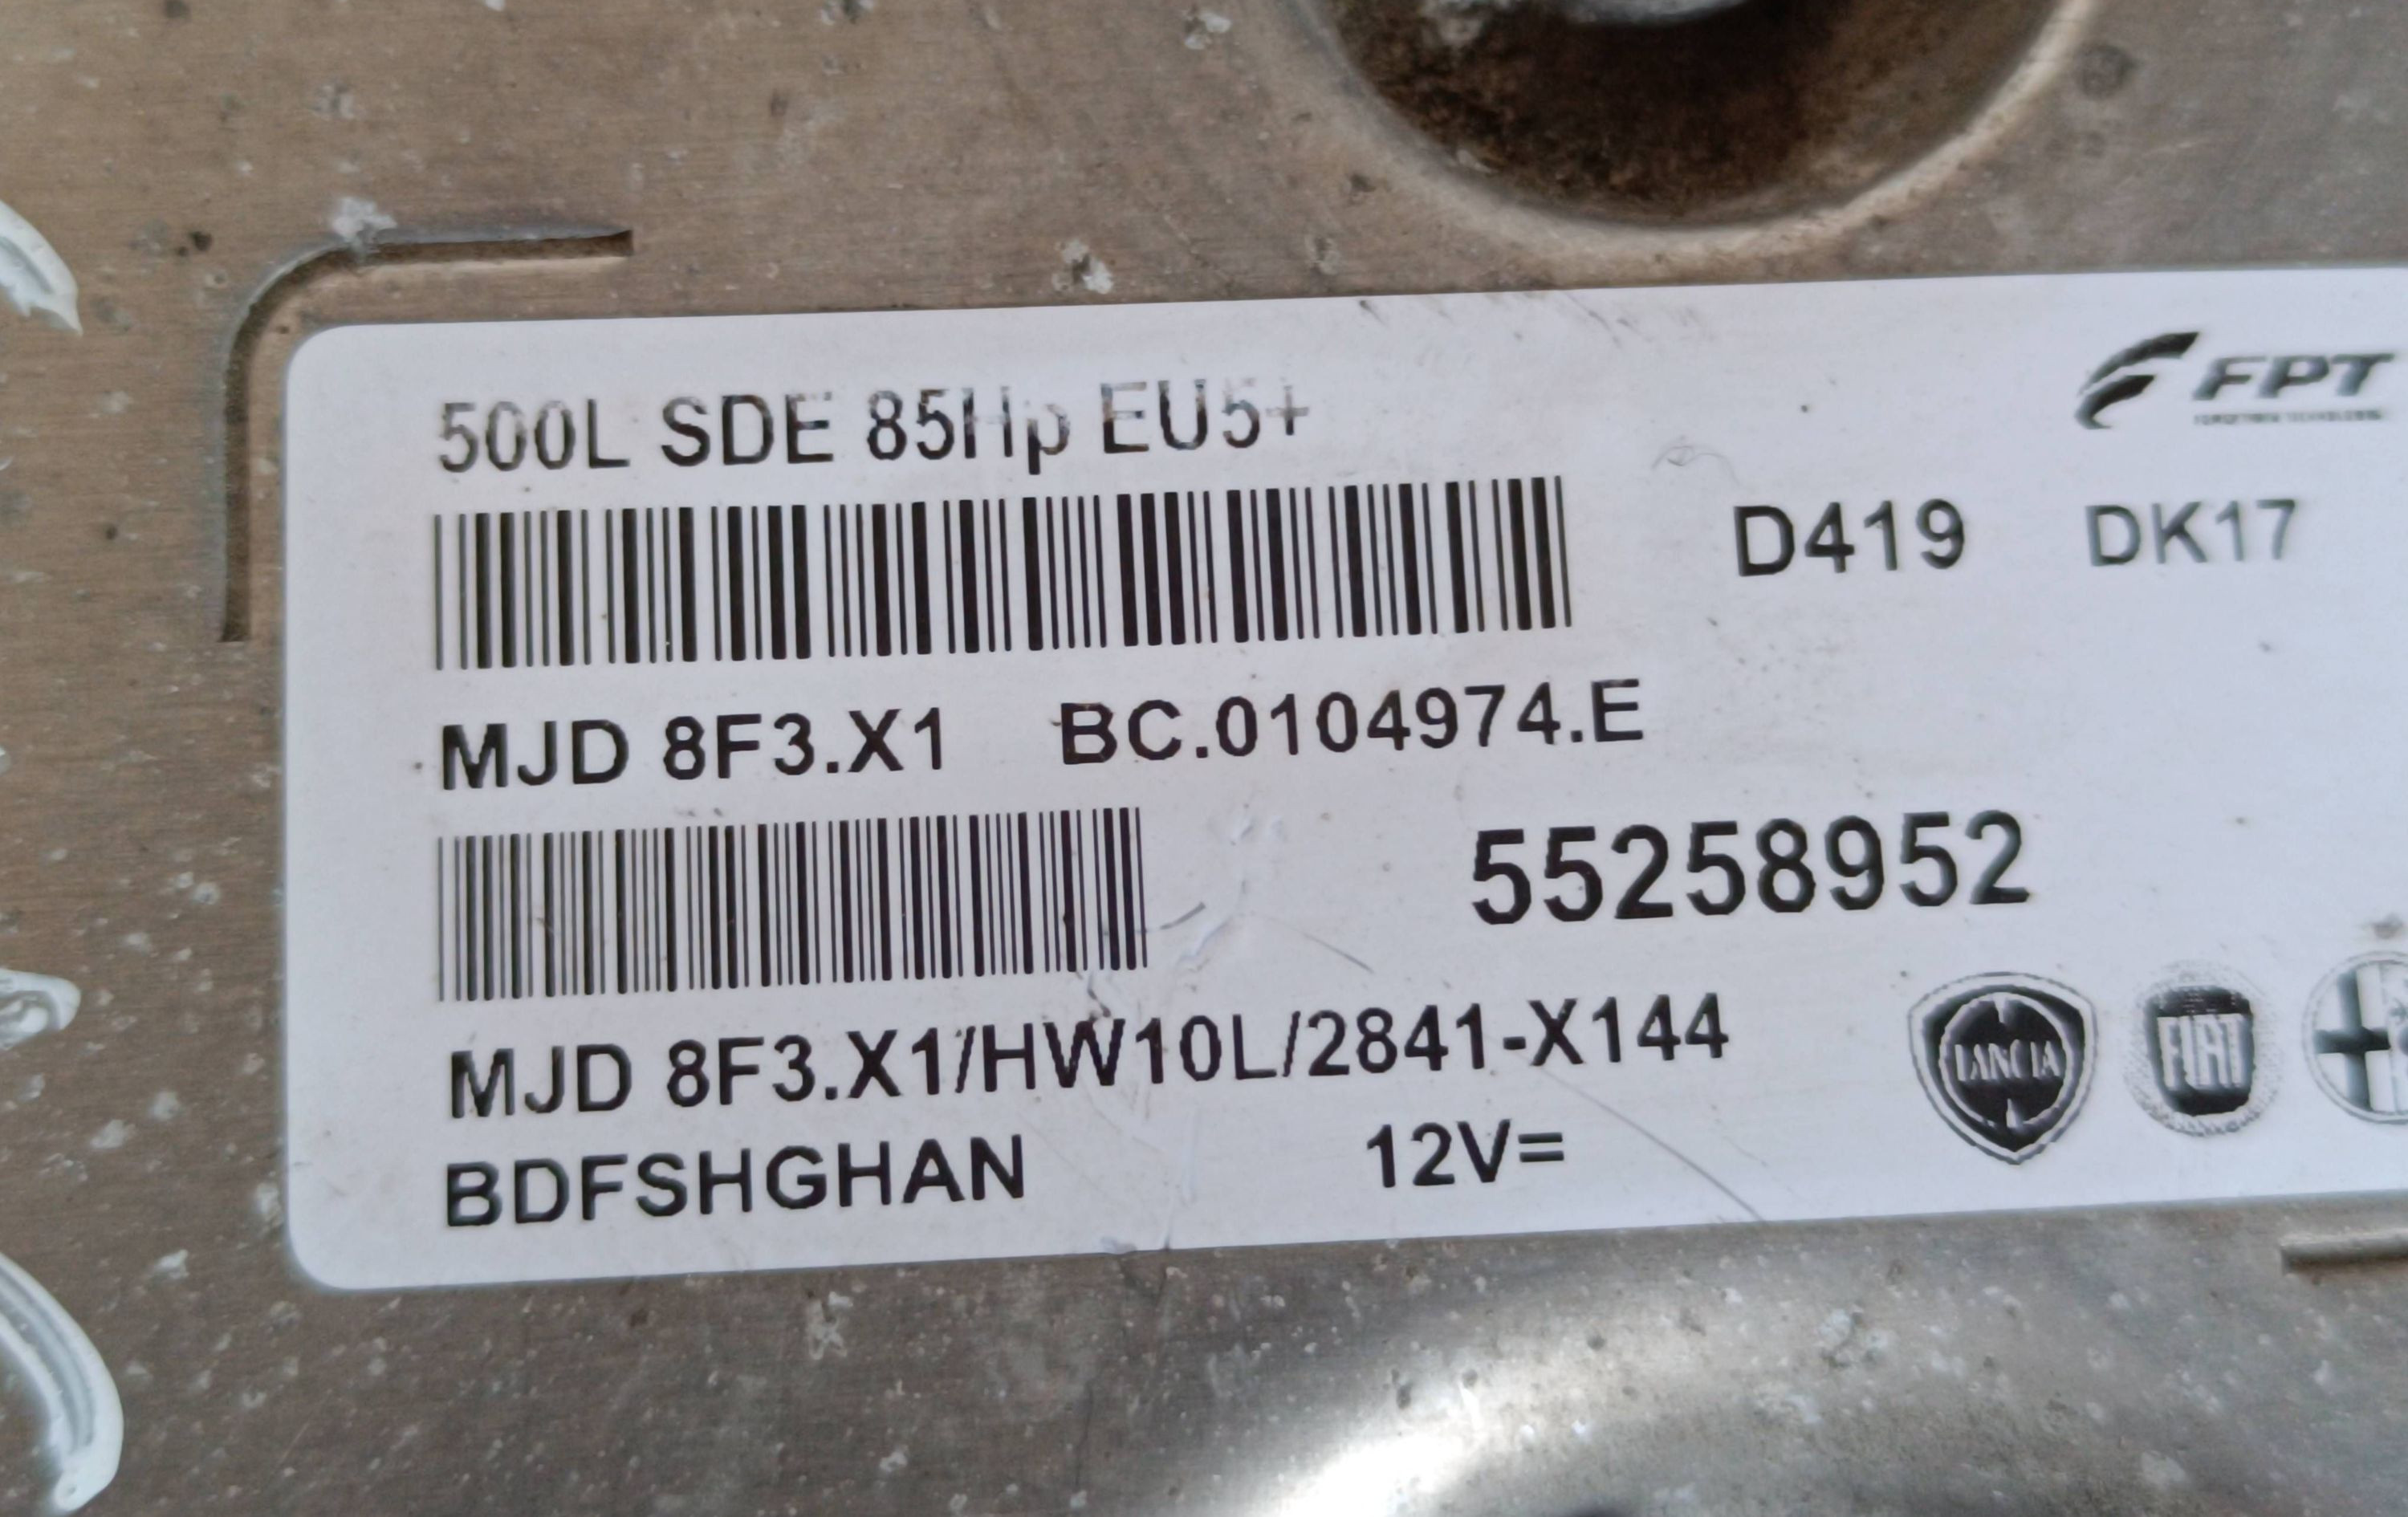 500L SDE 85Hp EU5+
FPT
D419 DK17
MJD 8F3.X1 BC.0104974.E
55258952
MJD 8F3.X1/HW10L/2841-X144
LANCIA
FIAT
BDFSHGHAN 12V=